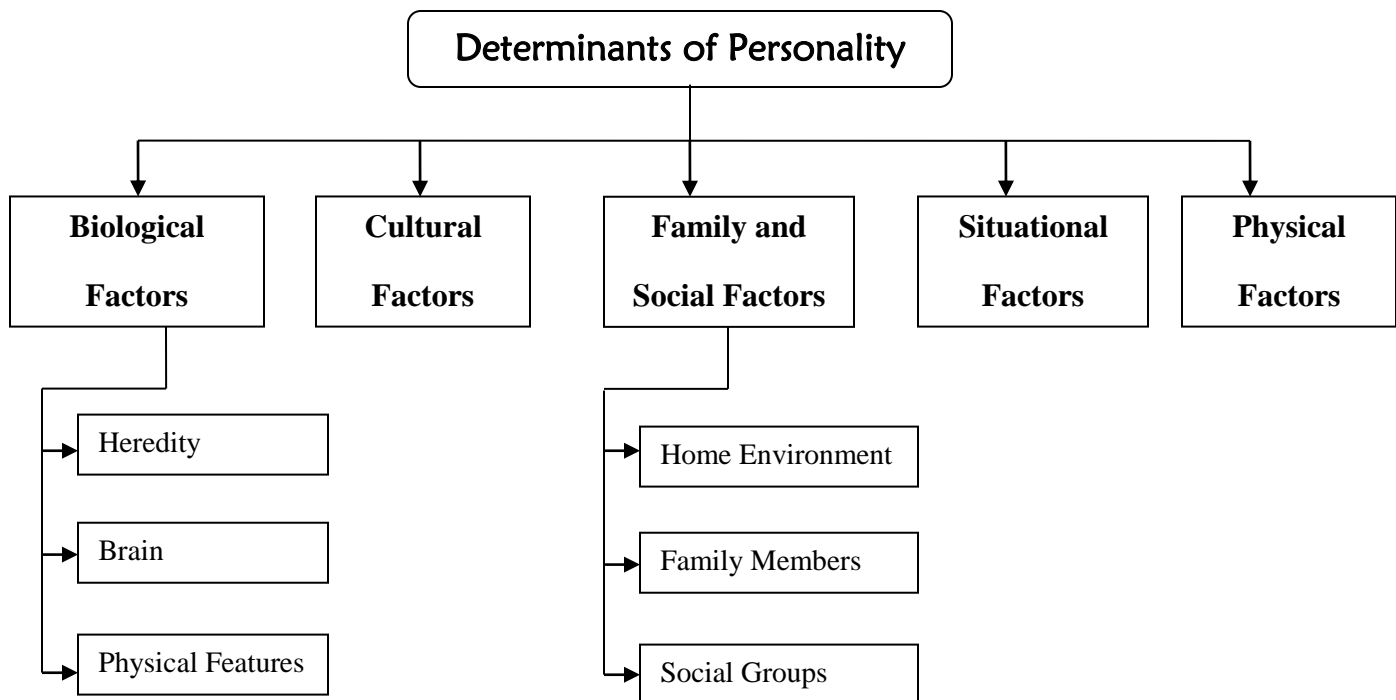 Determinants of Personality
Biological
Factors
Cultural
Factors
Family and
Social Factors
Situational
Factors
Physical
Factors
Heredity
Brain
Physical Features
Home Environment
Family Members
Social Groups